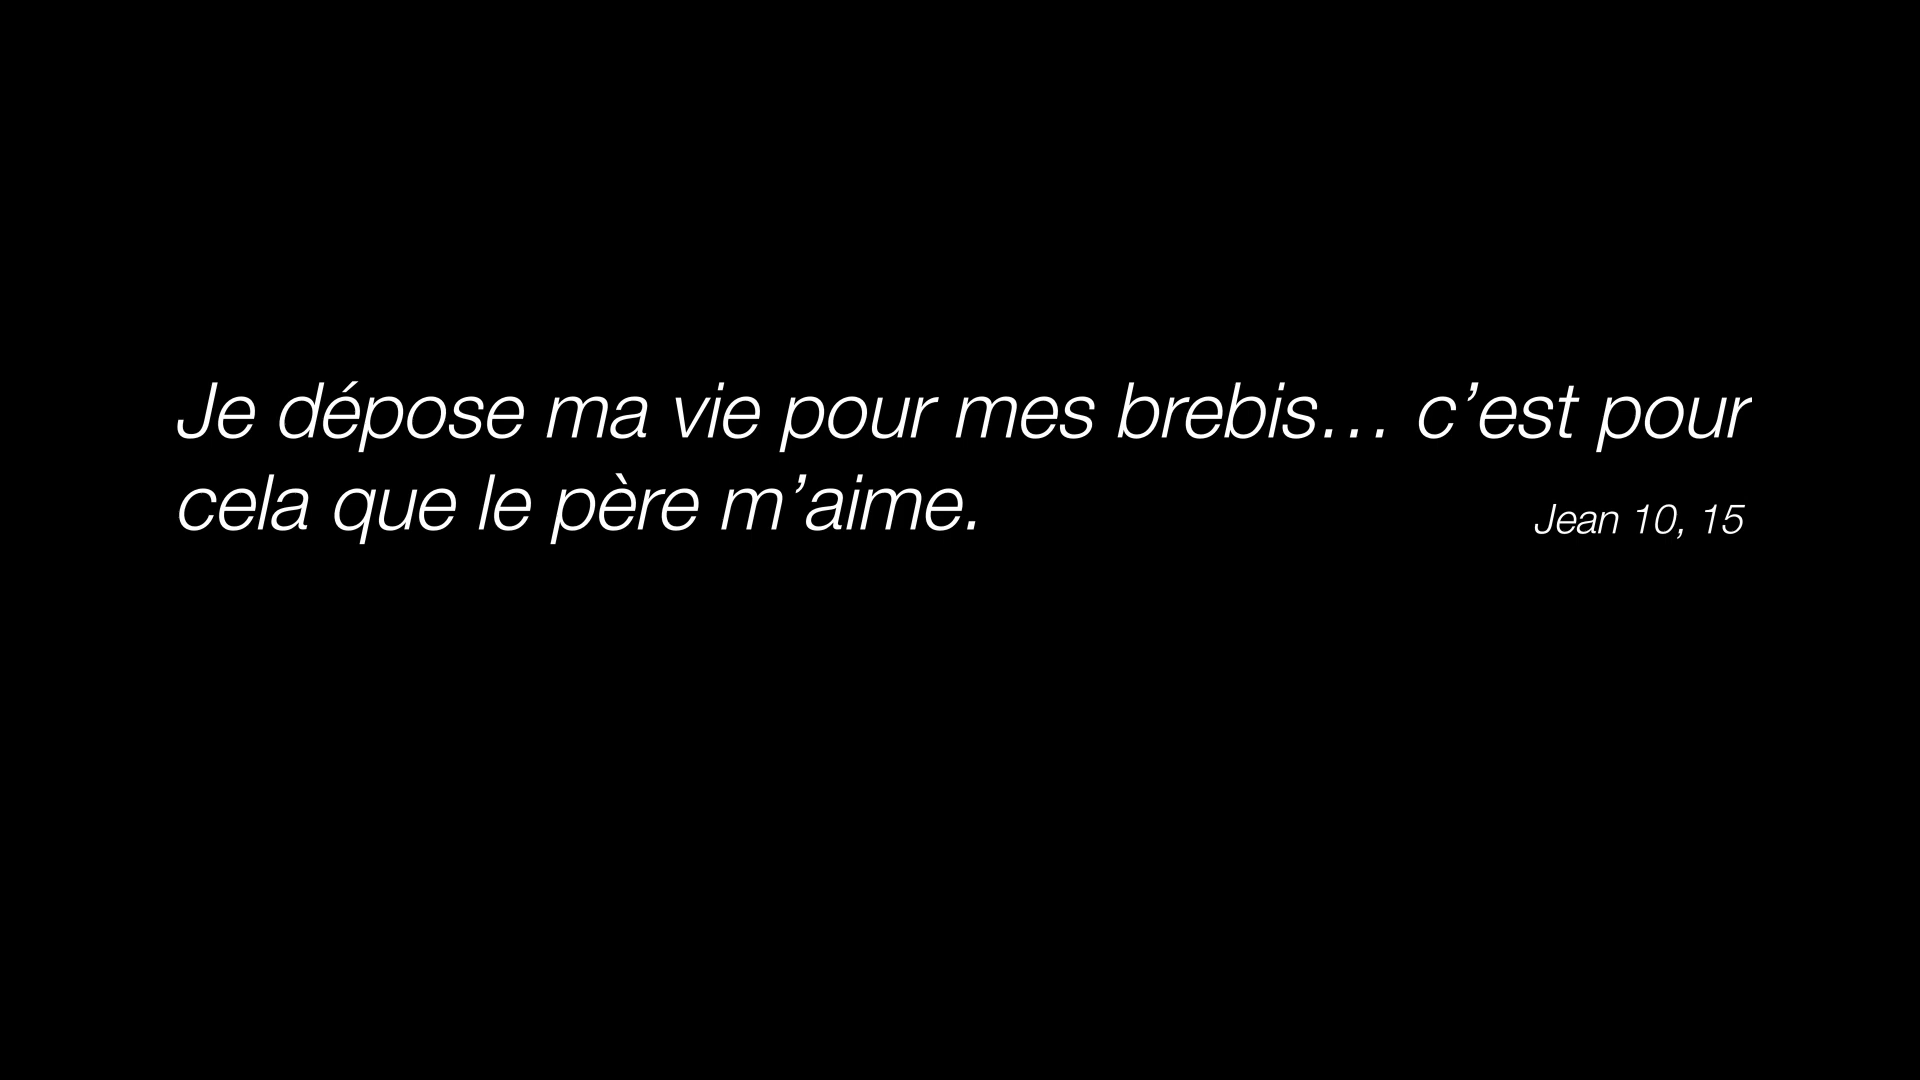 Je dépose ma vie pour mes brebis… c’est pour
cela que le père m’aime.
Jean 10, 15